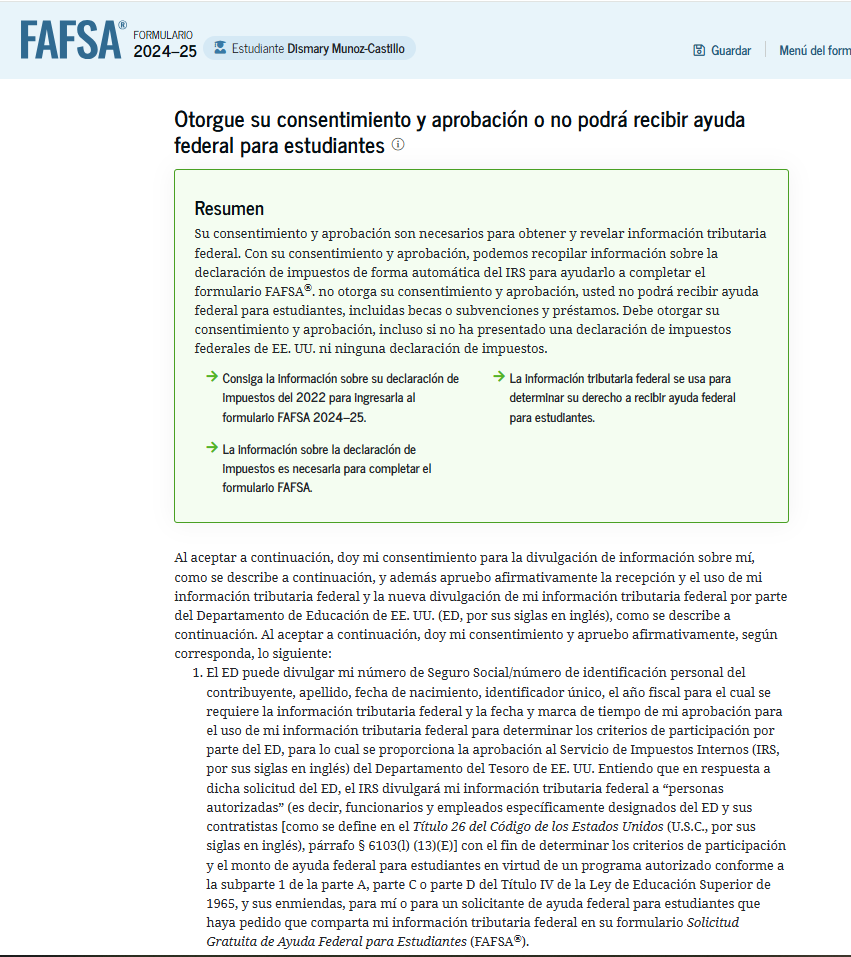 FAFSA®
FORMULARIO
2024–25
Estudiante Dismary Munoz-Castillo
Guardar
Menú del form
Otorgue su consentimiento y aprobación o no podrá recibir ayuda
federal para estudiantes
Resumen
Su consentimiento y aprobación son necesarios para obtener y revelar información tributaria
federal. Con su consentimiento y aprobación, podemos recopilar información sobre la
declaración de impuestos de forma automática del IRS para ayudarlo a completar el
formulario FAFSA®. no otorga su consentimiento y aprobación, usted no podrá recibir ayuda
federal para estudiantes, incluidas becas o subvenciones y préstamos. Debe otorgar su
consentimiento y aprobación, incluso si no ha presentado una declaración de impuestos
federales de EE. UU. ni ninguna declaración de impuestos.
Consiga la información sobre su declaración de
impuestos del 2022 para ingresarla al
formulario FAFSA 2024–25.
La información tributaria federal se usa para
determinar su derecho a recibir ayuda federal
para estudiantes.
La información sobre la declaración de
impuestos es necesaria para completar el
formulario FAFSA.
Al aceptar a continuación, doy mi consentimiento para la divulgación de información sobre mí,
como se describe a continuación, y además apruebo afirmativamente la recepción y el uso de mi
información tributaria federal y la nueva divulgación de mi información tributaria federal por parte
del Departamento de Educación de EE. UU. (ED, por sus siglas en inglés), como se describe a
continuación. Al aceptar a continuación, doy mi consentimiento y apruebo afirmativamente, según
corresponda, lo siguiente:
1. El ED puede divulgar mi número de Seguro Social/número de identificación personal del
contribuyente, apellido, fecha de nacimiento, identificador único, el año fiscal para el cual se
requiere la información tributaria federal y la fecha y marca de tiempo de mi aprobación para
el uso de mi información tributaria federal para determinar los criterios de participación por
parte del ED, para lo cual se proporciona la aprobación al Servicio de Impuestos Internos (IRS,
por sus siglas en inglés) del Departamento del Tesoro de EE. UU. Entiendo que en respuesta a
dicha solicitud del ED, el IRS divulgará mi información tributaria federal a “personas
autorizadas” (es decir, funcionarios y empleados específicamente designados del ED y sus
contratistas [como se define en el Título 26 del Código de los Estados Unidos (U.S.C., por sus
siglas en inglés), párrafo § 6103(l) (13)(E)] con el fin de determinar los criterios de participación
y el monto de ayuda federal para estudiantes en virtud de un programa autorizado conforme a
la subparte 1 de la parte A, parte C o parte D del Título IV de la Ley de Educación Superior de
1965, y sus enmiendas, para mí o para un solicitante de ayuda federal para estudiantes que
haya pedido que comparta mi información tributaria federal en su formulario Solicitud
Gratuita de Ayuda Federal para Estudiantes (FAFSA®).